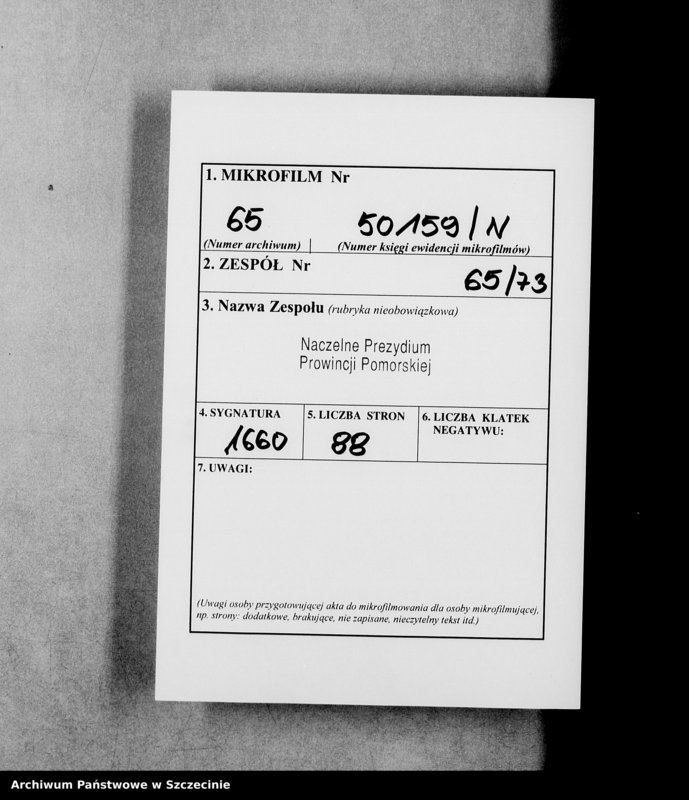 1. MIKROFILM Nr
65 50159/N
(Numer archiwum) (Numer księgi ewidencji mikrofilmów)
2. ZESPÓŁ Nr
65/73
3. Nazwa Zespołu (rubryka nieobowiązkowa)
Naczelne Prezydium
Prowincji Pomorskiej
4. SYGNATURA 5. LICZBA STRON 6. LICZBA KLATEK
NEGATYWU:
1660 88
7. UWAGI:
(Uwagi osoby przygotowującej akta do mikrofilmowania dla osoby mikrofilmującej,
np. strony: dodatkowe, brakujące, nie zapisane, nieczytelny tekst itd.)
Archiwum Państwowe w Szczecinie